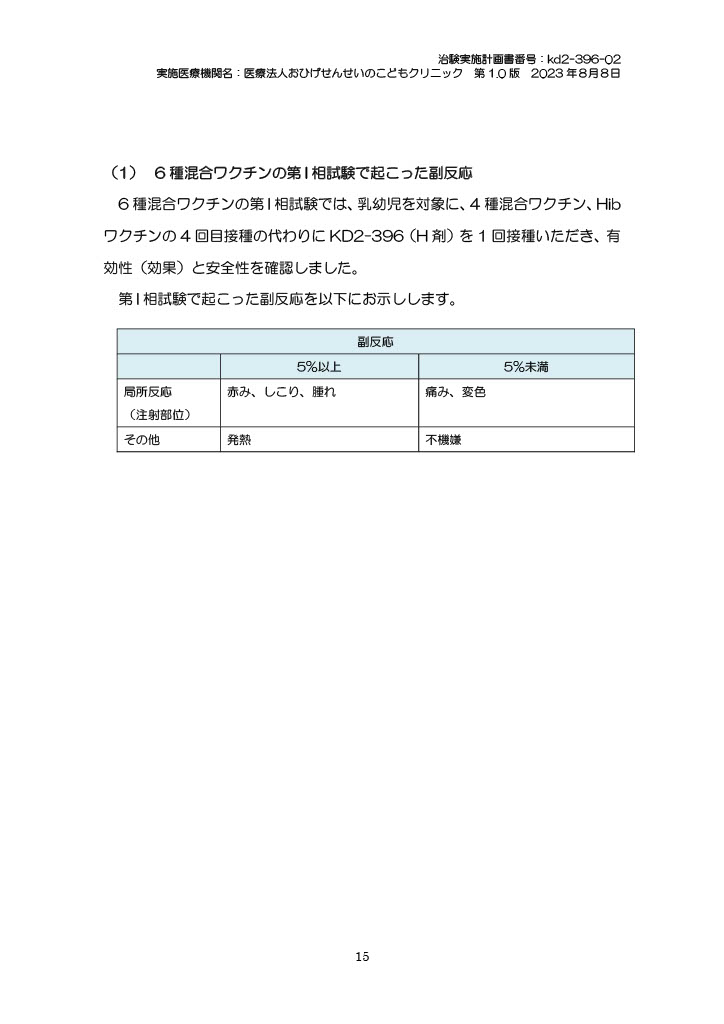 治験実施計画書番号：kd2-396-02
実施医療機関名：医療法人おひげせんせいのこどもクリニック　第 1.0 版　2023 年８月８日
（1）　６種混合ワクチンの第Ⅰ相試験で起こった副反応
６種混合ワクチンの第Ⅰ相試験では、乳幼児を対象に、４種混合ワクチン、Hib
ワクチンの４回目接種の代わりに KD2-396（H 剤）を１回接種いただき、有
効性（効果）と安全性を確認しました。
第Ⅰ相試験で起こった副反応を以下にお示しします。
副反応
5%以上　5%未満
局所反応　赤み、しこり、腫れ　痛み、変色
（注射部位）
その他　発熱　不機嫌
15